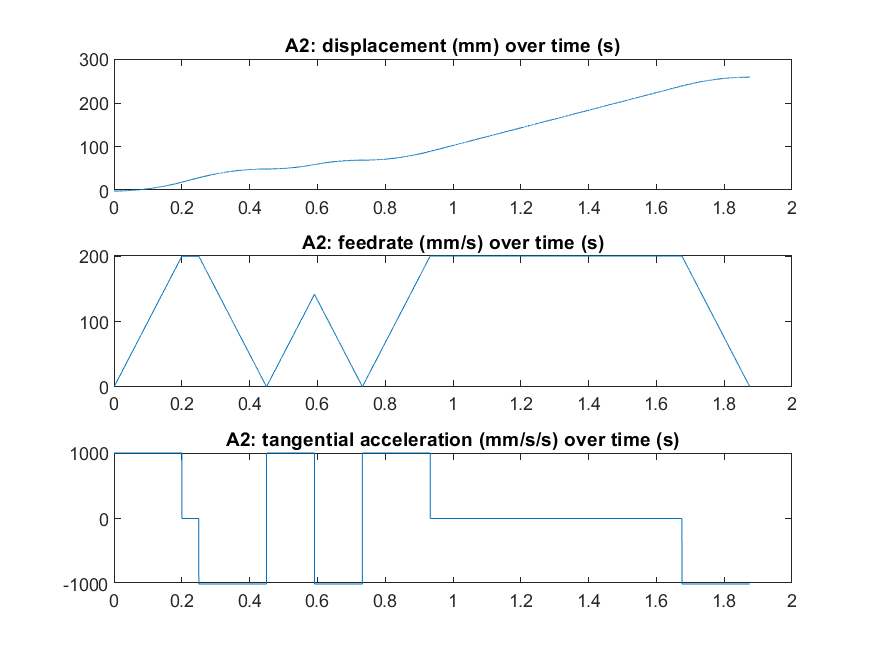 A2: displacement (mm) over time (s)
300
200
100
0
0 0.2 0.4 0.6 0.8 1 1.2 1.4 1.6 1.8 2
A2: feedrate (mm/s) over time (s)
200
100
0
0 0.2 0.4 0.6 0.8 1 1.2 1.4 1.6 1.8 2
A2: tangential acceleration (mm/s/s) over time (s)
1000
0
-1000
0 0.2 0.4 0.6 0.8 1 1.2 1.4 1.6 1.8 2